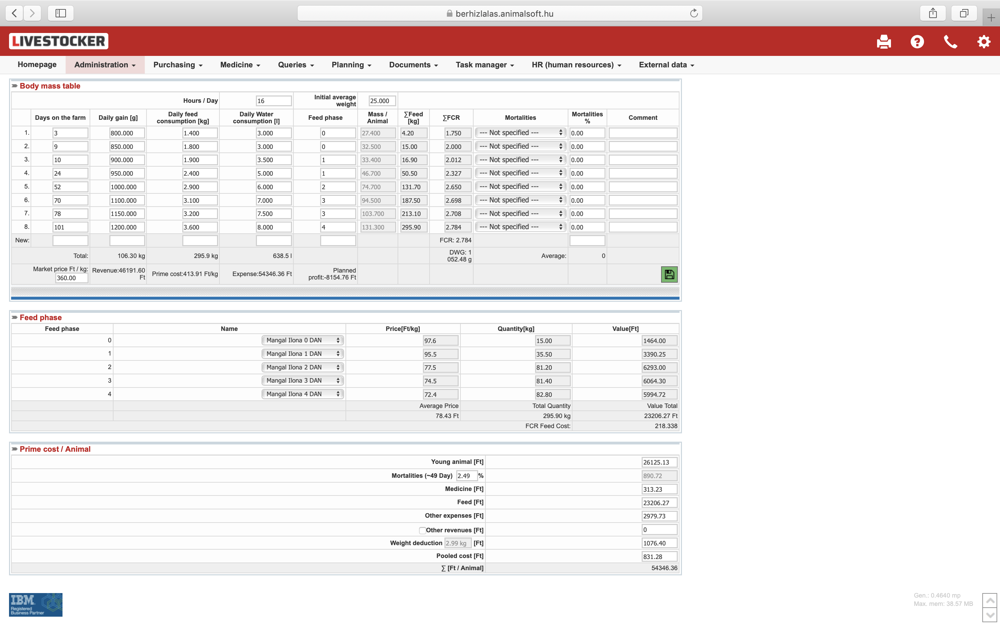 berhizlalas.animalsoft.hu
LIVESTOCKER
Homepage Administration Purchasing Medicine Queries Planning Documents Task manager HR (human resources) External data
Body mass table
Hours / Day 16 Initial average weight 25.000
Days on the farm Daily gain [g] Daily feed consumption [kg] Daily Water consumption [l] Feed phase Mass / Animal ∑Feed [kg] ∑FCR Mortalities Mortalities % Comment
1. 3 800.000 1.400 3.000 0 27.400 4.20 1.750 --- Not specified --- 0.00
2. 9 850.000 1.800 3.000 0 32.500 15.00 2.000 --- Not specified --- 0.00
3. 10 900.000 1.900 3.500 1 33.400 16.90 2.012 --- Not specified --- 0.00
4. 24 950.000 2.400 5.000 1 46.700 50.50 2.327 --- Not specified --- 0.00
5. 52 1000.000 2.900 6.000 2 74.700 131.70 2.650 --- Not specified --- 0.00
6. 70 1100.000 3.100 7.000 3 94.500 187.50 2.698 --- Not specified --- 0.00
7. 78 1150.000 3.200 7.500 3 103.700 213.10 2.708 --- Not specified --- 0.00
8. 101 1200.000 3.600 8.000 4 131.300 295.90 2.784 --- Not specified --- 0.00
New: FCR: 2.784
Total: 106.30 kg 295.9 kg 638.5 l DWG: 1 052.48 g Average: 0
Market price Ft / kg: 360.00 Revenue:46191.60 Ft Prime cost:413.91 Ft/kg Expense:54346.36 Ft Planned profit:-8154.76 Ft
Feed phase
Feed phase Name Price[Ft/kg] Quantity[kg] Value[Ft]
0 Mangal Ilona 0 DAN 97.6 15.00 1464.00
1 Mangal Ilona 1 DAN 95.5 35.50 3390.25
2 Mangal Ilona 2 DAN 77.5 81.20 6293.00
3 Mangal Ilona 3 DAN 74.5 81.40 6064.30
4 Mangal Ilona 4 DAN 72.4 82.80 5994.72
Average Price Total Quantity Value Total
78.43 Ft 295.90 kg 23206.27 Ft
FCR Feed Cost: 218.338
Prime cost / Animal
Young animal [Ft] 26125.13
Mortalities (~49 Day) 2.49 % 890.72
Medicine [Ft] 313.23
Feed [Ft] 23206.27
Other expenses [Ft] 2979.73
Other revenues [Ft] 0
Weight deduction 2.99 kg [Ft] 1076.40
Pooled cost [Ft] 831.28
∑ [Ft / Animal] 54346.36
IBM
Registered
Business Partner
Gen.: 0.4640 mp
Max. mem: 38.57 MB